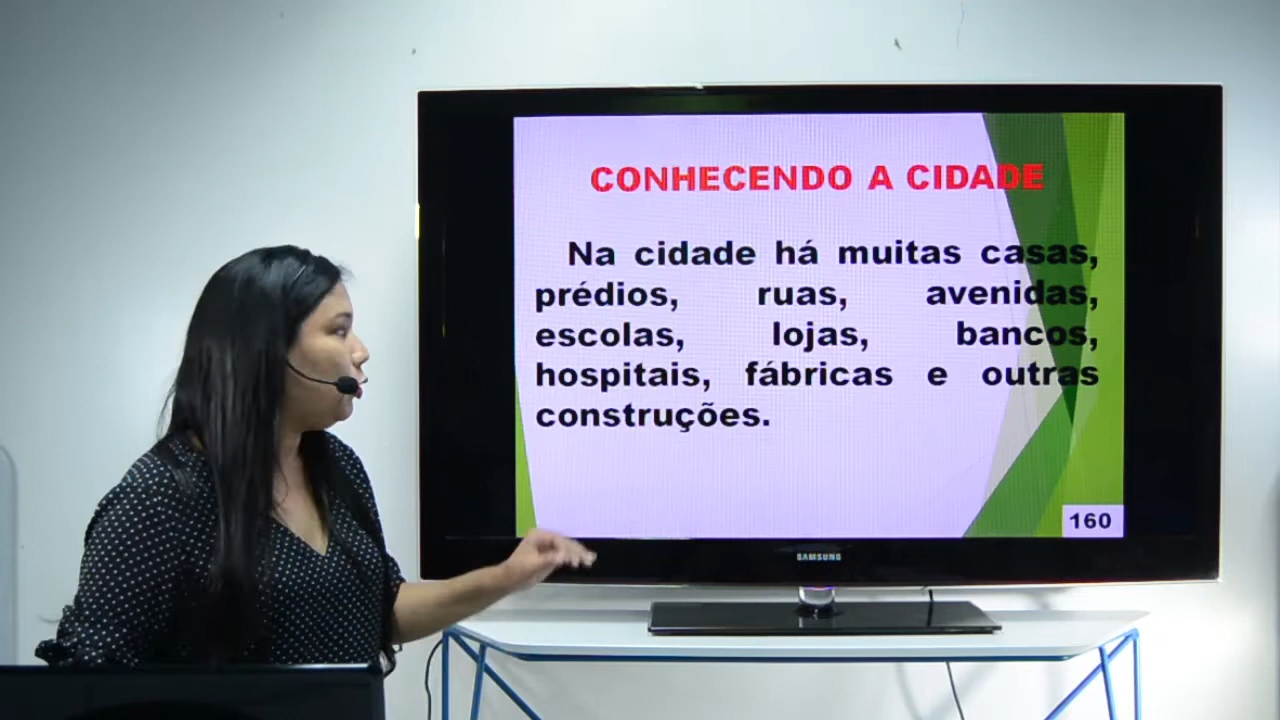 CONHECENDO A CIDADE
Na cidade há muitas casas,
prédios, ruas, avenidas,
escolas, lojas, bancos,
hospitais, fábricas e outras
construções.
160
SAMSUNG